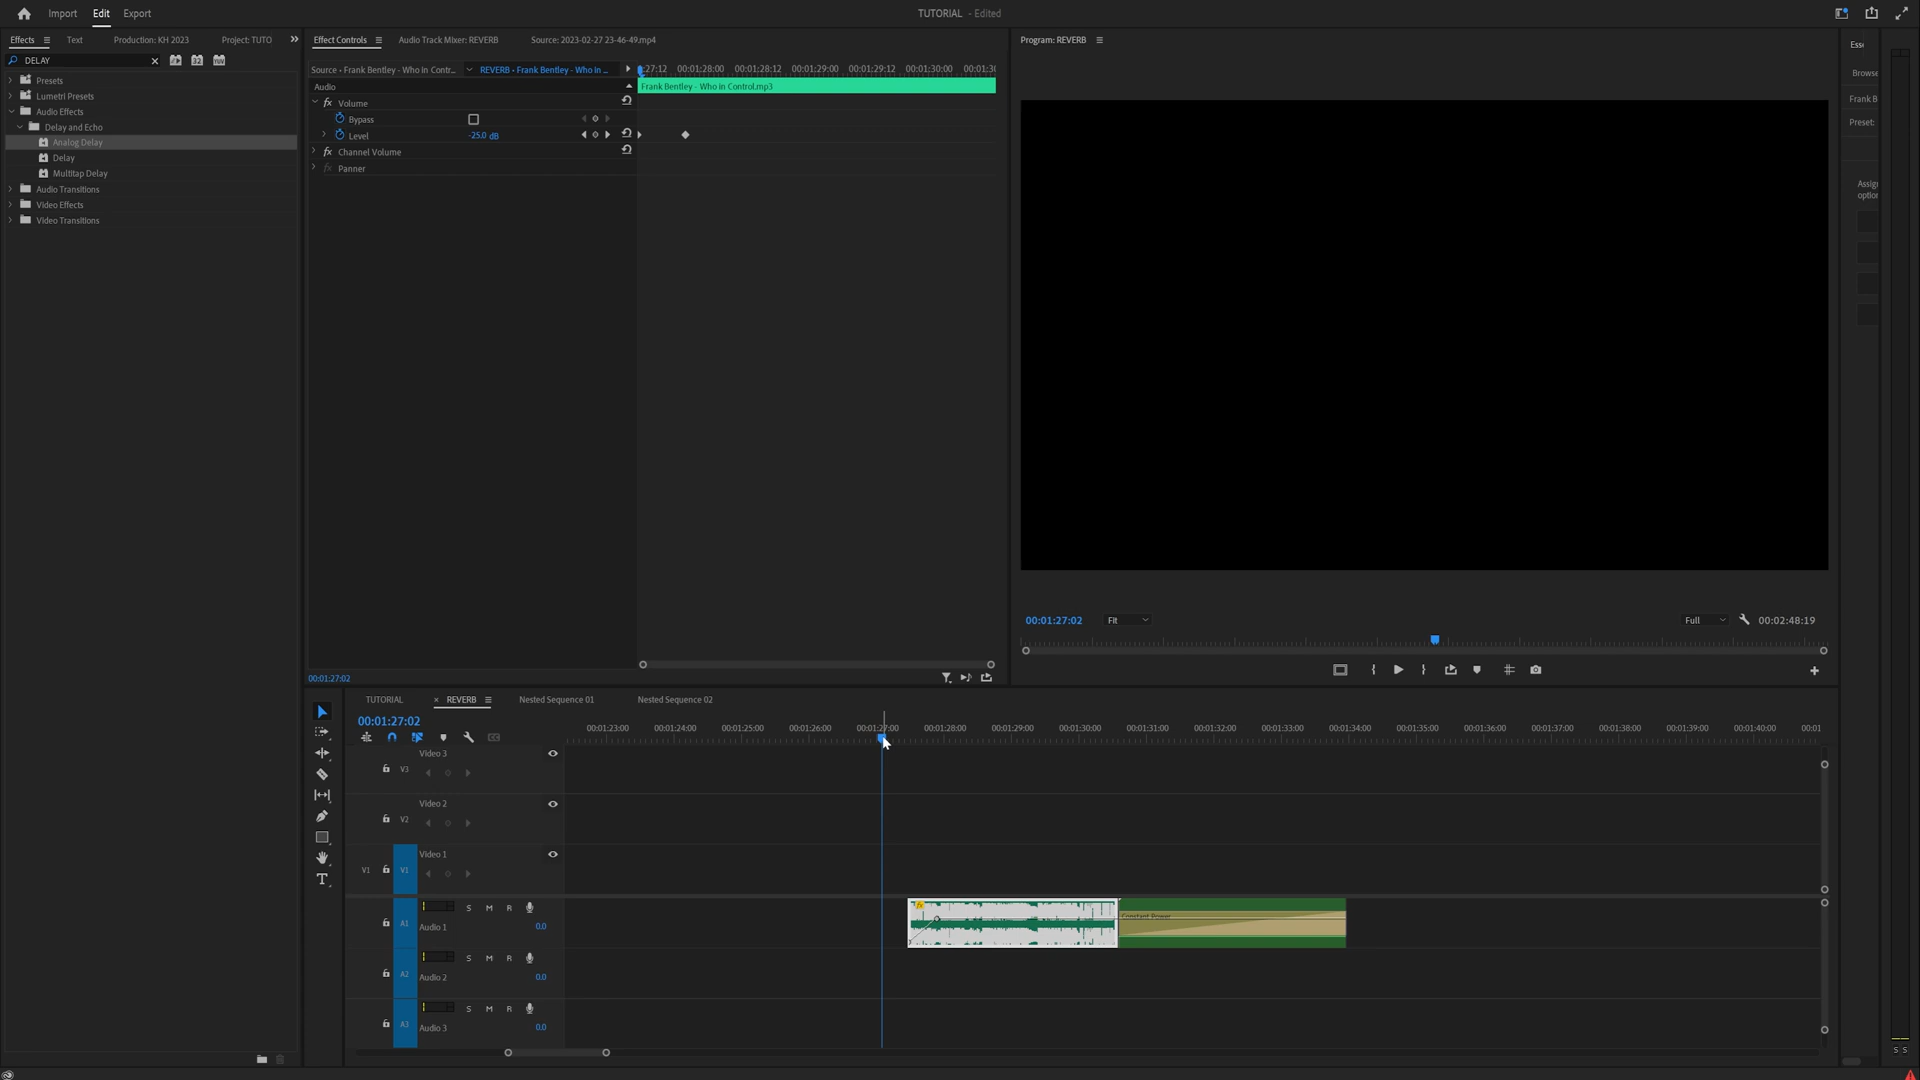 Import Edit Export TUTORIAL - Edited
Effects Text Production: KH 2023 Project: TUTO
DELAY
Presets
Lumetri Presets
Audio Effects
Delay and Echo
Analog Delay
Delay
Multitap Delay
Audio Transitions
Video Effects
Video Transitions
Effect Controls Audio Track Mixer: REVERB Source: 2023-02-27 23-46-49.mp4
Source • Frank Bentley - Who In Contr... REVERB • Frank Bentley - Who in ...
:27:12 00:01:28:00 00:01:28:12 00:01:29:00 00:01:29:12 00:01:30:00 00:01:3(
Audio
Frank Bentley - Who in Control.mp3
fx Volume
Bypass
Level -25.0 dB
fx Channel Volume
fx Panner
00:01:27:02
Program: REVERB
00:01:27:02 Fit Full 00:02:48:19
Ess
Browse
Frank B
Preset:
Assig
optior
TUTORIAL × REVERB Nested Sequence 01 Nested Sequence 02
00:01:27:02
00:01:23:00 00:01:24:00 00:01:25:00 00:01:26:00 00:01:27:00 00:01:28:00 00:01:29:00 00:01:30:00 00:01:31:00 00:01:32:00 00:01:33:00 00:01:34:00 00:01:35:00 00:01:36:00 00:01:37:00 00:01:38:00 00:01:39:00 00:01:40:00 00:01
Video 3
V3
Video 2
V2
Video 1
V1 V1
A1 S M R
Audio 1 0.0
fx
Constant Power
A2 S M R
Audio 2 0.0
A3 S M R
Audio 3 0.0
S S